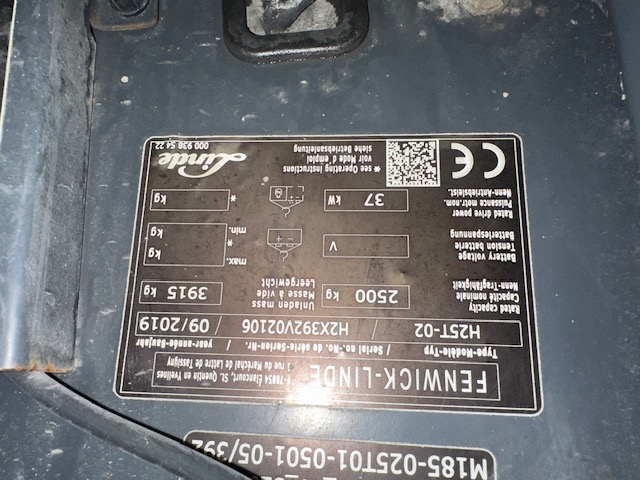 M185-025T01-0501-05/392
FENWICK-LINDE
1 rue du Maréchal de Lattre de Tassigny
F-78854 Élancourt, St. Quentin en Yvelines
Type-Modèle-Typ / Serial no.-No. de série-Serien-Nr. / year-année-Baujahr
H25T-02 / H2X392V02106 / 09/2019
Rated capacity
Capacité nominale
Nenn-Tragfähigkeit
2500 kg
Unladen mass
Masse à vide
Leergewicht
3915 kg
Battery voltage
Tension batterie
Batteriespannung
V
max. kg
*
min. kg
Rated drive power
Puissance motr.nom.
Nenn-Antriebsleist.
37 kW
* kg
CE
* see Operating instructions
voir Mode d'emploi
siehe Betriebsanleitung
Linde
000 938 54 22